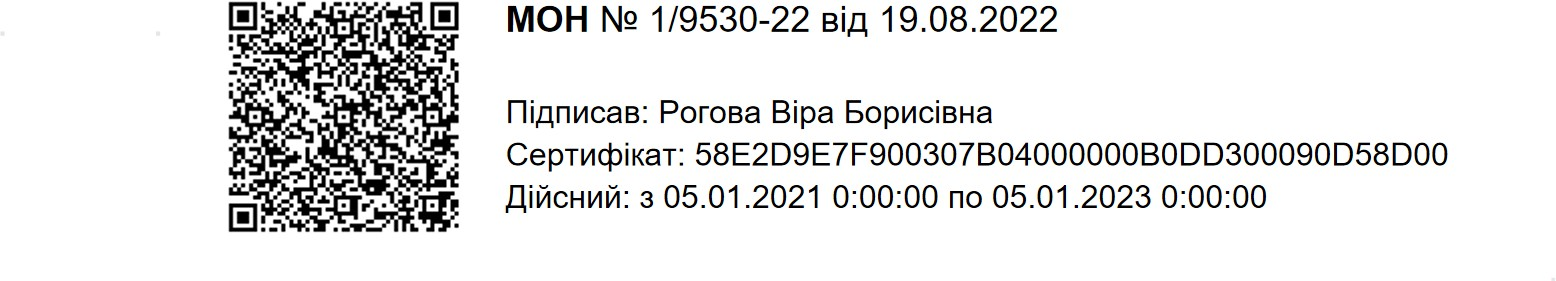 МОН № 1/9530-22 від 19.08.2022
Підписав: Рогова Віра Борисівна
Сертифікат: 58E2D9E7F900307B04000000B0DD300090D58D00
Дійсний: з 05.01.2021 0:00:00 по 05.01.2023 0:00:00